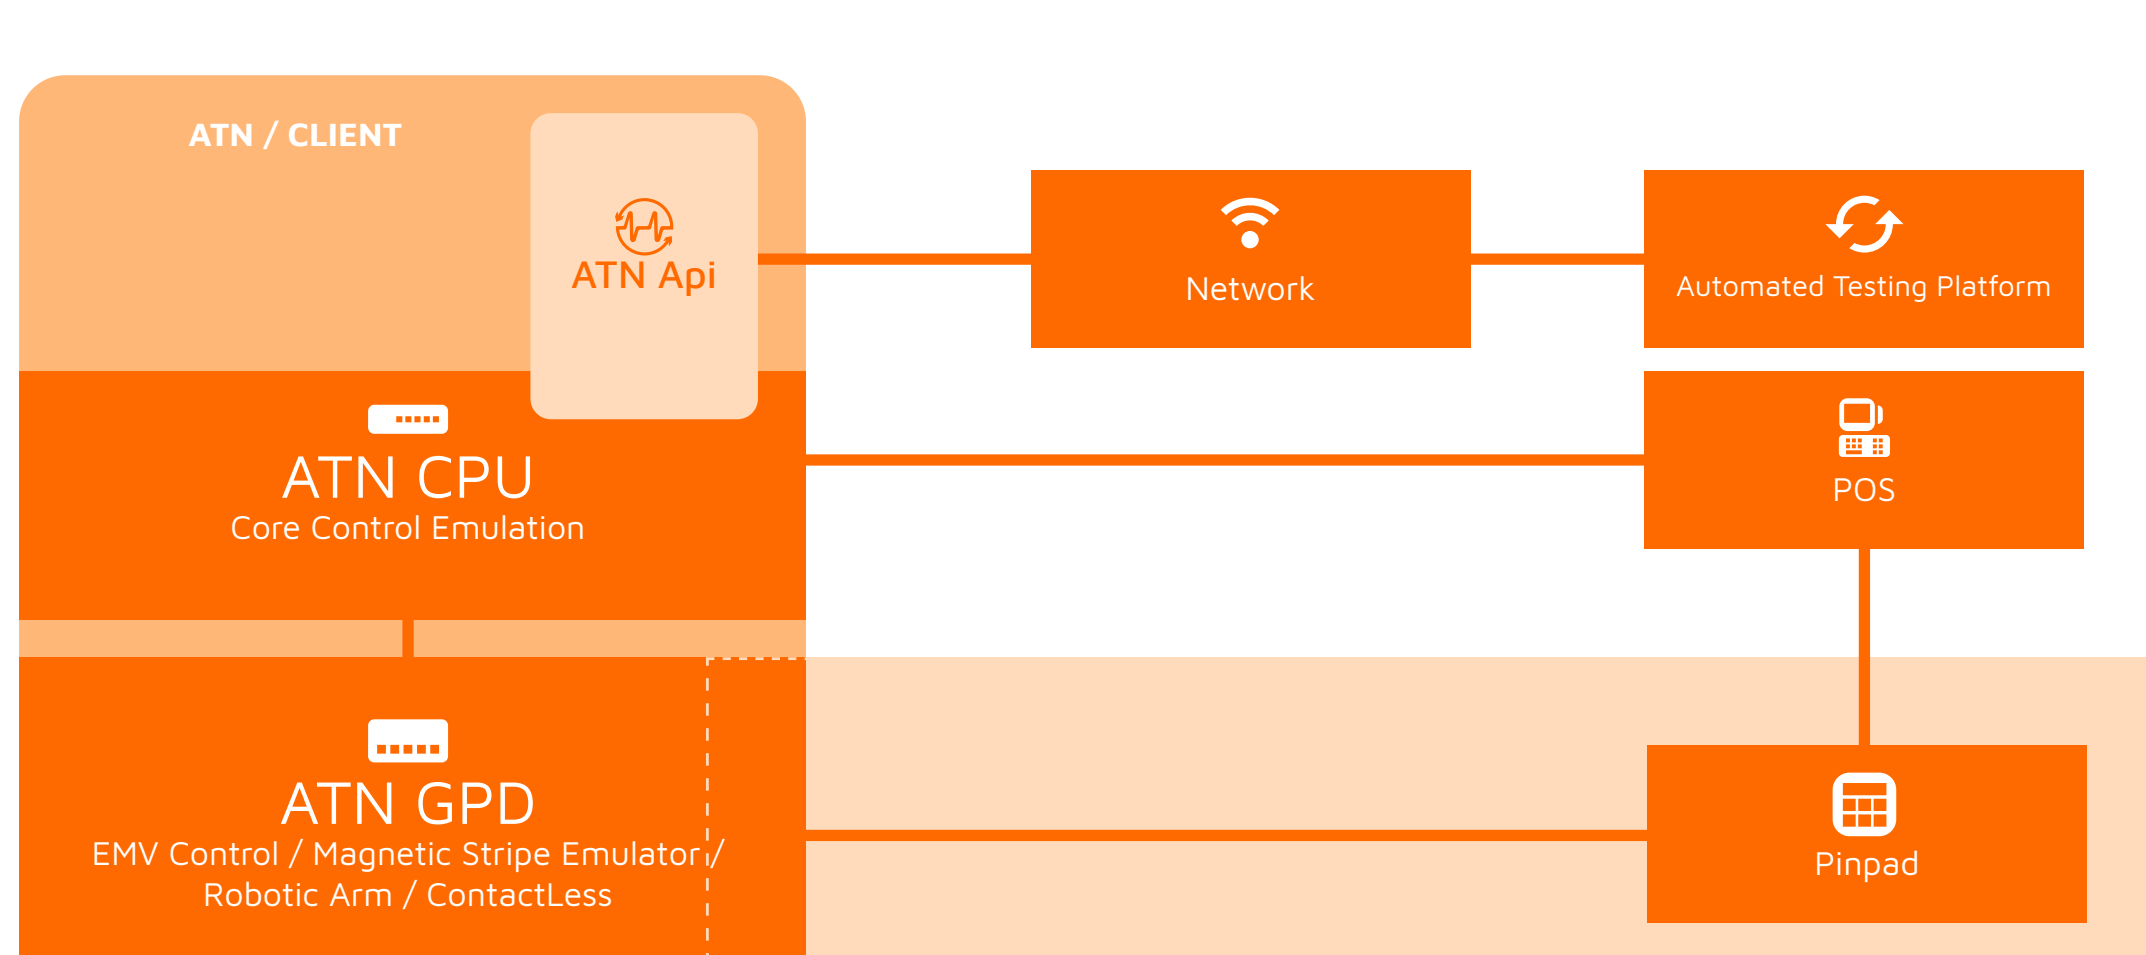 ATN / CLIENT
ATN Api
Network
Automated Testing Platform
ATN CPU
Core Control Emulation
POS
ATN GPD
EMV Control / Magnetic Stripe Emulator /
Robotic Arm / ContactLess
Pinpad